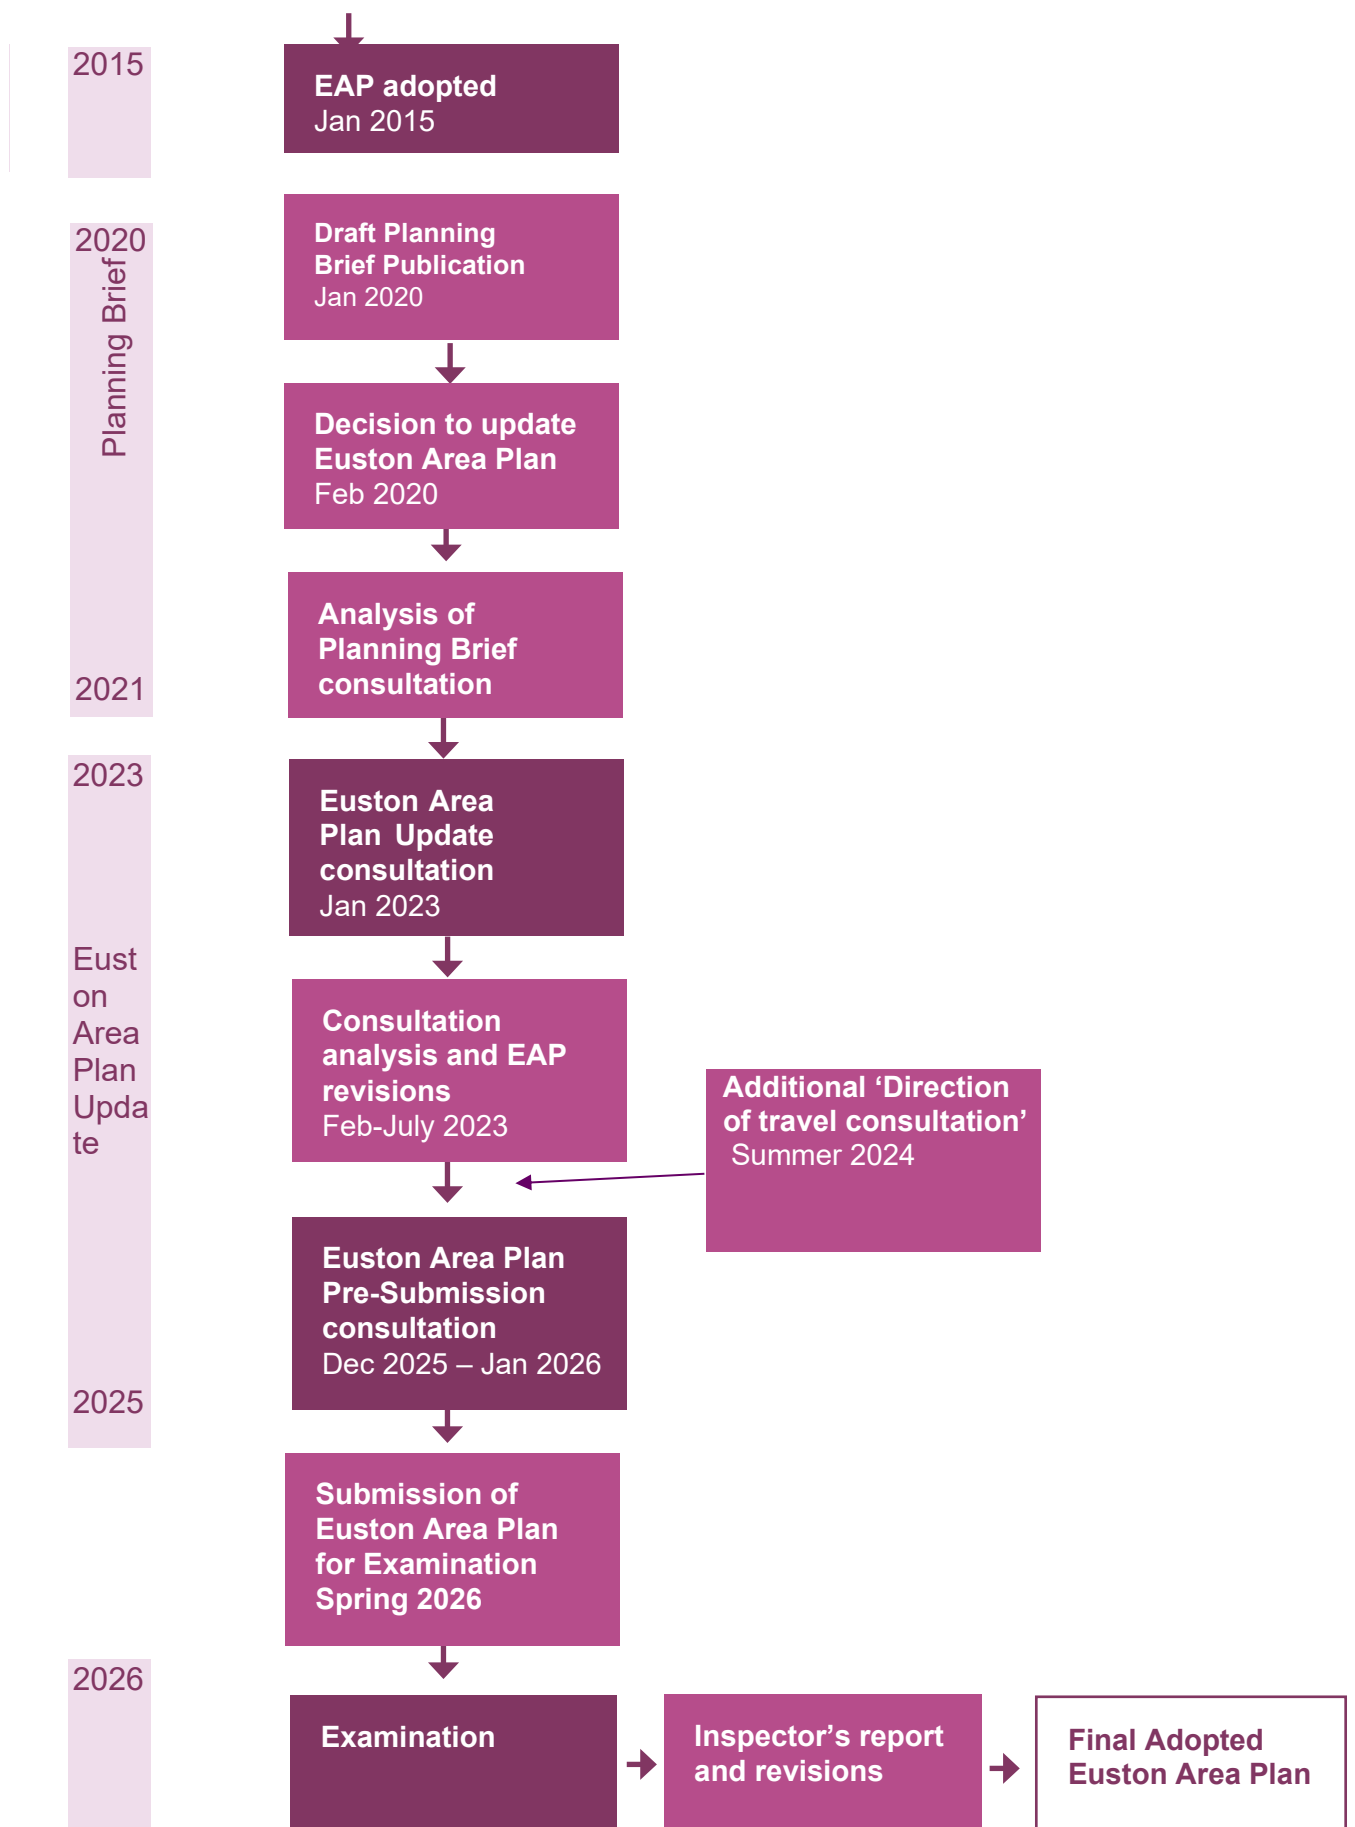 2015
EAP adopted
Jan 2015
2020
Planning Brief
2021
Draft Planning
Brief Publication
Jan 2020
Decision to update
Euston Area Plan
Feb 2020
Analysis of
Planning Brief
consultation
2023
Eust
on
Area
Plan
Upda
te
2025
Euston Area
Plan Update
consultation
Jan 2023
Consultation
analysis and EAP
revisions
Feb-July 2023
Additional ‘Direction
of travel consultation’
Summer 2024
Euston Area Plan
Pre-Submission
consultation
Dec 2025 – Jan 2026
Submission of
Euston Area Plan
for Examination
Spring 2026
2026
Examination
Inspector’s report
and revisions
Final Adopted
Euston Area Plan